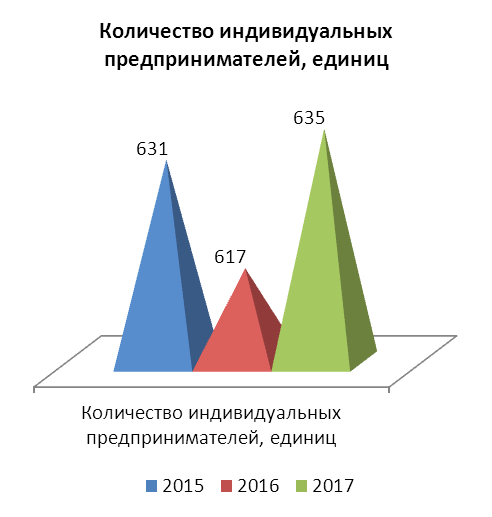 Количество индивидуальных
предпринимателей, единиц
635
631
617
Количество индивидуальных
предпринимателей, единиц
2015 2016 2017